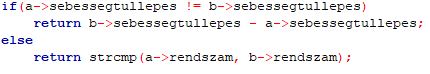 if(a->sebessegtullepes != b->sebessegtullepes)
    return b->sebessegtullepes - a->sebessegtullepes;
else
    return strcmp(a->rendszam, b->rendszam);